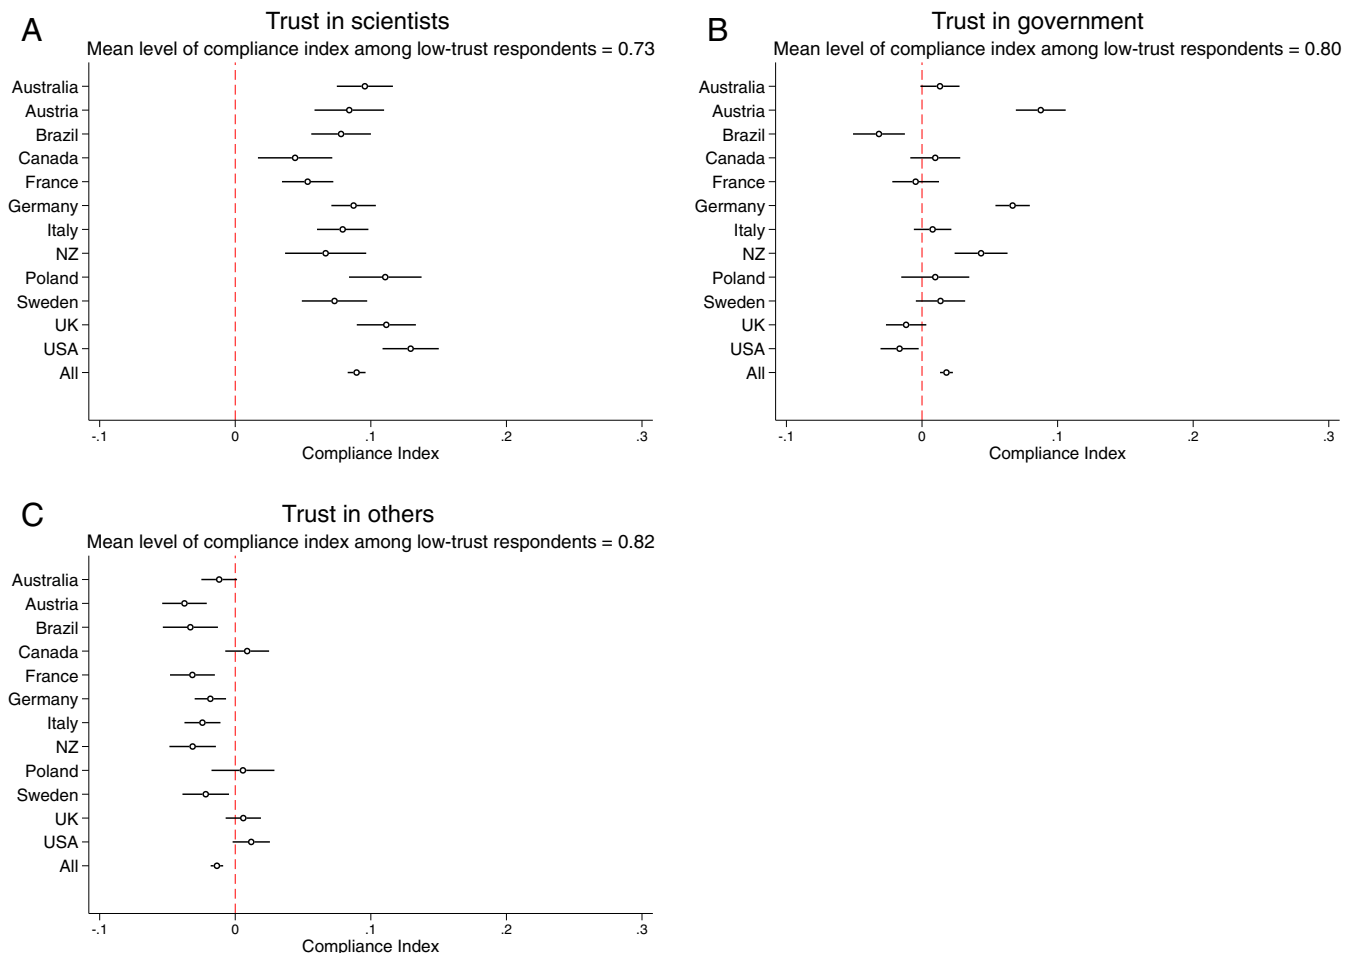 A
Trust in scientists
Mean level of compliance index among low-trust respondents = 0.73
Australia
Austria
Brazil
Canada
France
Germany
Italy
NZ
Poland
Sweden
UK
USA
All
-.1 0 .1 .2 .3
Compliance Index
B
Trust in government
Mean level of compliance index among low-trust respondents = 0.80
Australia
Austria
Brazil
Canada
France
Germany
Italy
NZ
Poland
Sweden
UK
USA
All
-.1 0 .1 .2 .3
Compliance Index
C
Trust in others
Mean level of compliance index among low-trust respondents = 0.82
Australia
Austria
Brazil
Canada
France
Germany
Italy
NZ
Poland
Sweden
UK
USA
All
-.1 0 .1 .2 .3
Compliance Index